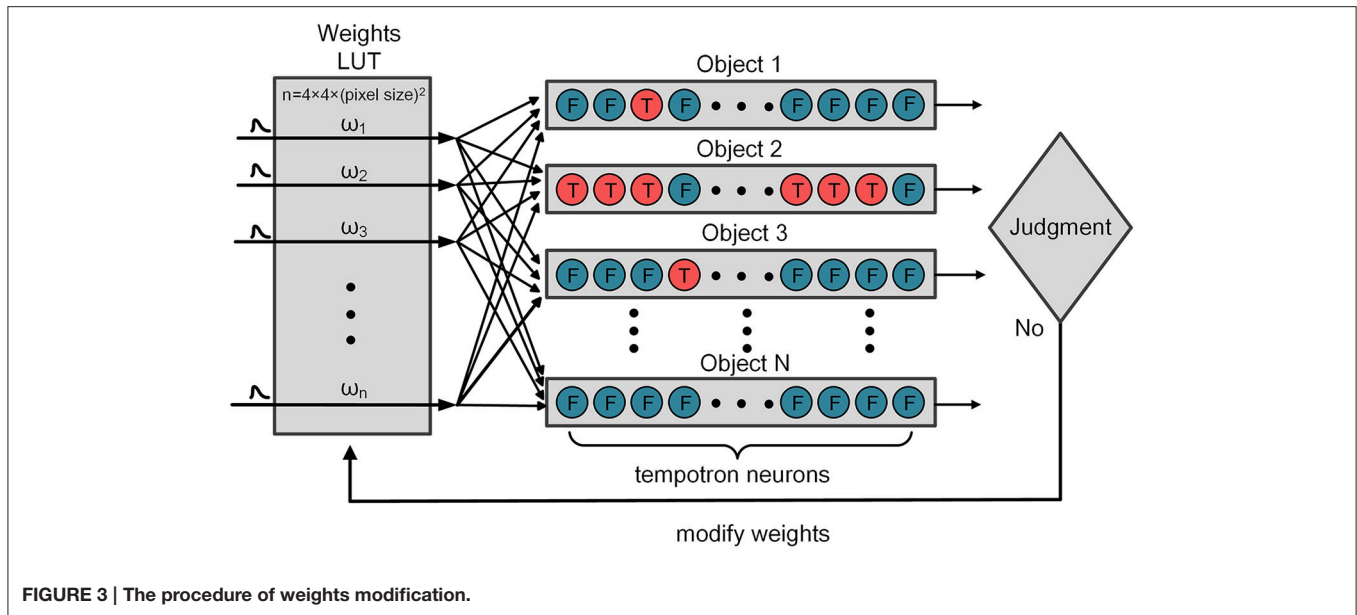 Weights
LUT
n=4×4×(pixel size)²
ω₁
ω₂
ω₃
ωₙ
Object 1
F F T F F F F F
Object 2
T T T F T T T F
Object 3
F F F T F F F F
Object N
F F F F F F F F
tempotron neurons
Judgment
No
modify weights
FIGURE 3 | The procedure of weights modification.